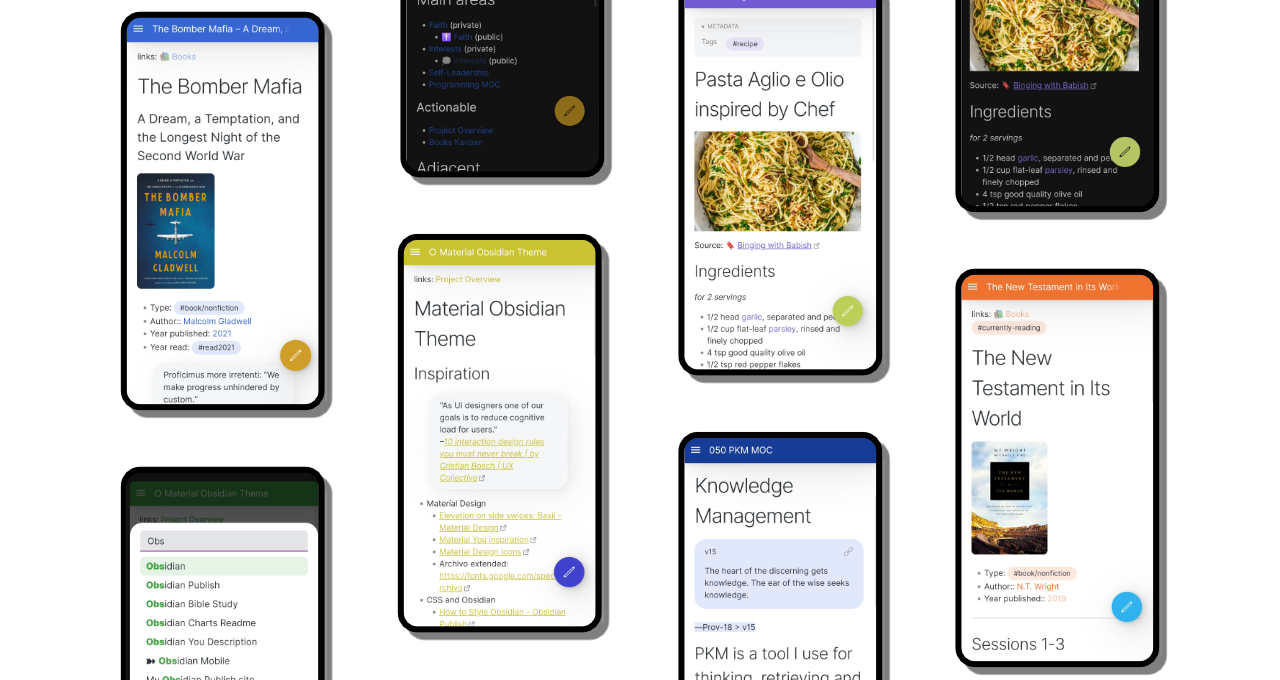 The Bomber Mafia – A Dream,
links: Books
The Bomber Mafia
A Dream, a Temptation, and
the Longest Night of the
Second World War
THE BOMBER
MAFIA
MALCOLM
GLADWELL
Type: #book/nonfiction
Author:: Malcolm Gladwell
Year published: 2021
Year read: #read2021
Proficimus more irretenti: “We
make progress unhindered by
custom.”
O Material Obsidian Theme
links: Project Overview
Obs
Obsidian
Obsidian Publish
Obsidian Bible Study
Obsidian Charts Readme
Obsidian You Description
Obsidian Mobile
My Obsidian Publish site
Main areas
Faith (private)
Faith (public)
Interests (private)
Interests (public)
Self-Leadership
Programming MOC
Actionable
Project Overview
Books Kanban
Adjacent
O Material Obsidian Theme
links: Project Overview
Material Obsidian
Theme
Inspiration
“As UI designers one of our
goals is to reduce cognitive
load for users.”
–10 interaction design rules
you must never break | by
Cristian Bosch | UX
Collective
Material Design
Elevation on side swipes: Basil -
Material Design
Material You inspiration
Material Design Icons
Archivo extended:
https://fonts.google.com/spec
rchivo
CSS and Obsidian
How to Style Obsidian - Obsidian
Publish
METADATA
Tags #recipe
Pasta Aglio e Olio
inspired by Chef
Source: Binging with Babish
Ingredients
for 2 servings
1/2 head garlic, separated and pe
1/2 cup flat-leaf parsley, rinsed and
finely chopped
4 tsp good quality olive oil
1/2 tsp red pepper flakes
050 PKM MOC
Knowledge
Management
v15
The heart of the discerning gets
knowledge. The ear of the wise seeks
knowledge.
—Prov-18 > v15
PKM is a tool I use for
thinking, retrieving and
Source: Binging with Babish
Ingredients
for 2 servings
1/2 head garlic, separated and pe
1/2 cup flat-leaf parsley, rinsed and
finely chopped
4 tsp good quality olive oil
1/2 tsp red pepper flakes
The New Testament in Its Worl
links: Books
#currently-reading
The New
Testament in Its
World
N.T. WRIGHT
THE NEW
TESTAMENT
IN
ITS WORLD
Type: #book/nonfiction
Author:: N.T. Wright
Year published:: 2019
Sessions 1-3